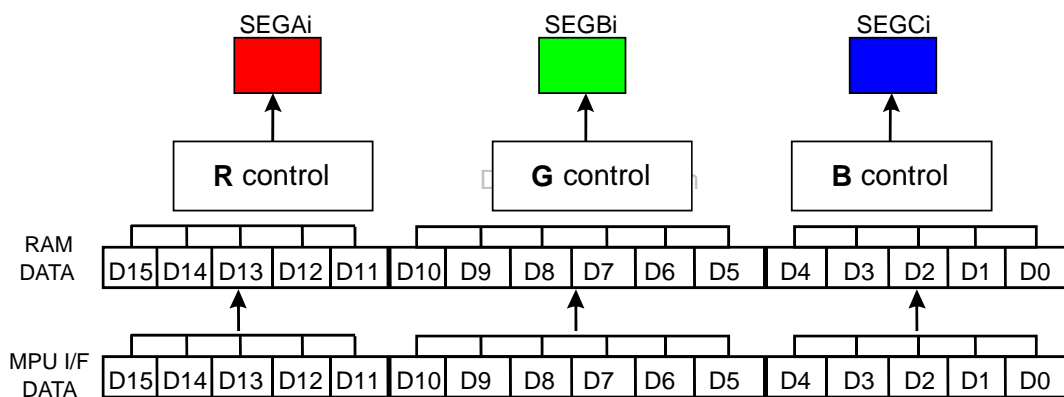 SEGAi SEGBi SEGCi
R control G control B control
RAM DATA
D15 D14 D13 D12 D11 D10 D9 D8 D7 D6 D5 D4 D3 D2 D1 D0
MPU I/F DATA
D15 D14 D13 D12 D11 D10 D9 D8 D7 D6 D5 D4 D3 D2 D1 D0